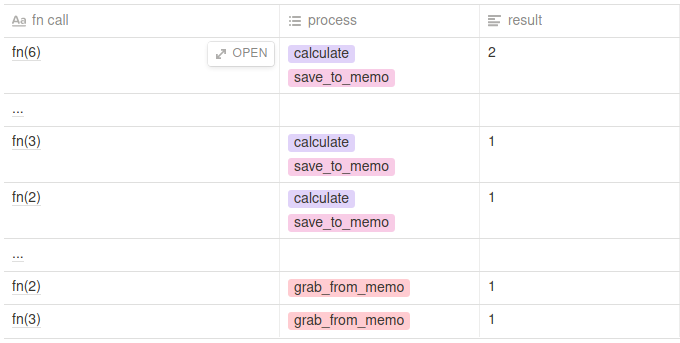 Aa fn call process result
fn(6) OPEN calculate 2
save_to_memo
...
fn(3) calculate 1
save_to_memo
fn(2) calculate 1
save_to_memo
...
fn(2) grab_from_memo 1
fn(3) grab_from_memo 1